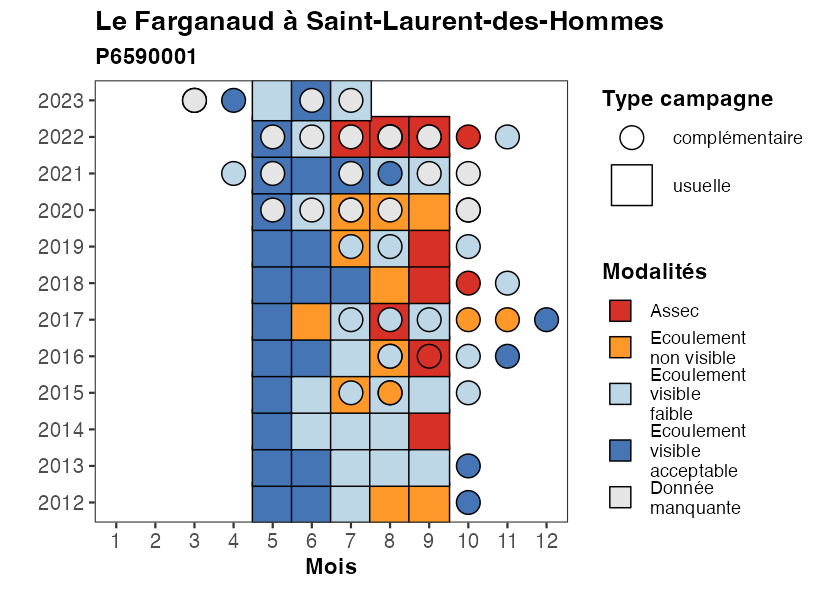 Le Farganaud à Saint-Laurent-des-Hommes
P6590001
2023
2022
2021
2020
2019
2018
2017
2016
2015
2014
2013
2012
1 2 3 4 5 6 7 8 9 10 11 12
Mois
Type campagne
complémentaire
usuelle
Modalités
Assec
Ecoulement
non visible
Ecoulement
visible
faible
Ecoulement
visible
acceptable
Donnée
manquante